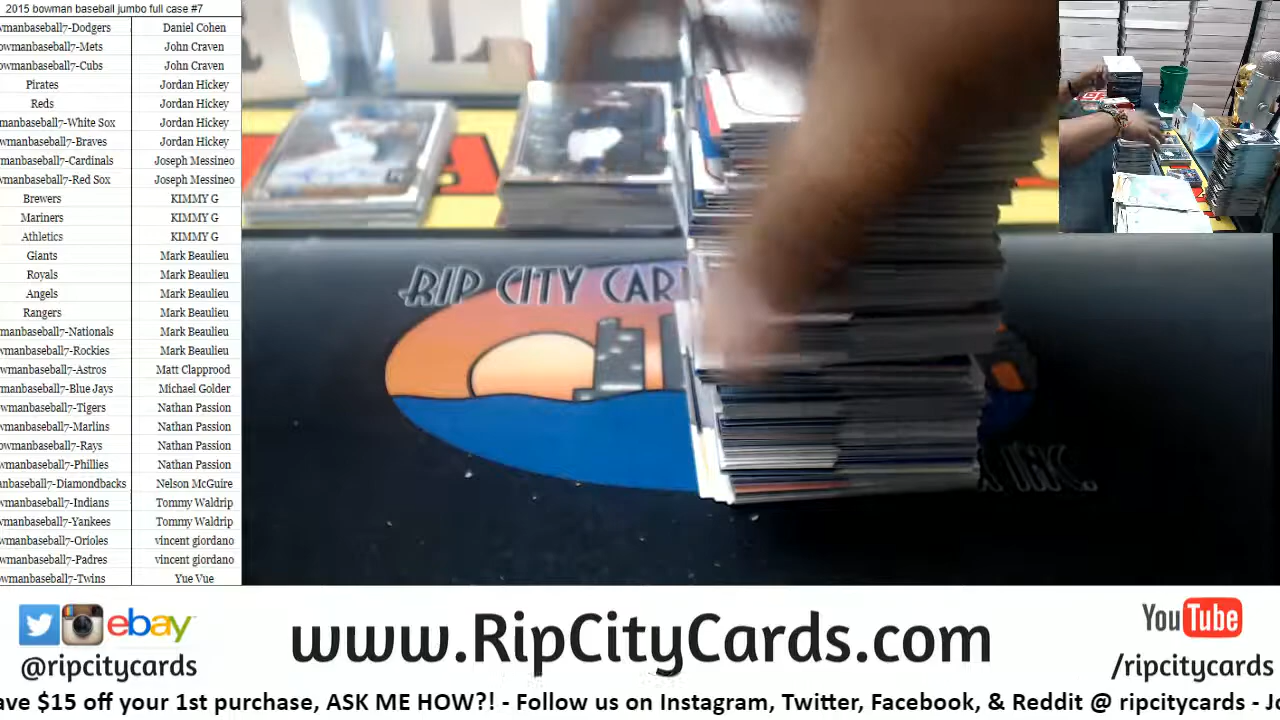 2015 bowman baseball jumbo full case #7
wmanbaseball7-Dodgers Daniel Cohen
owmanbaseball7-Mets John Craven
owmanbaseball7-Cubs John Craven
Pirates Jordan Hickey
Reds Jordan Hickey
manbaseball7-White Sox Jordan Hickey
wmanbaseball7-Braves Jordan Hickey
manbaseball7-Cardinals Joseph Messineo
wmanbaseball7-Red Sox Joseph Messineo
Brewers KIMMY G
Mariners KIMMY G
Athletics KIMMY G
Giants Mark Beaulieu
Royals Mark Beaulieu
Angels Mark Beaulieu
Rangers Mark Beaulieu
manbaseball7-Nationals Mark Beaulieu
wmanbaseball7-Rockies Mark Beaulieu
wmanbaseball7-Astros Matt Clapprood
manbaseball7-Blue Jays Michael Golder
wmanbaseball7-Tigers Nathan Passion
wmanbaseball7-Marlins Nathan Passion
owmanbaseball7-Rays Nathan Passion
wmanbaseball7-Phillies Nathan Passion
anbaseball7-Diamondbacks Nelson McGuire
wmanbaseball7-Indians Tommy Waldrip
wmanbaseball7-Yankees Tommy Waldrip
wmanbaseball7-Orioles vincent giordano
wmanbaseball7-Padres vincent giordano
wmanbaseball7-Twins Yue Vue
RIP CITY CAR
ebay
@ripcitycards
www.RipCityCards.com
YouTube
/ripcitycards
ave $15 off your 1st purchase, ASK ME HOW?! - Follow us on Instagram, Twitter, Facebook, & Reddit @ ripcitycards - Jo